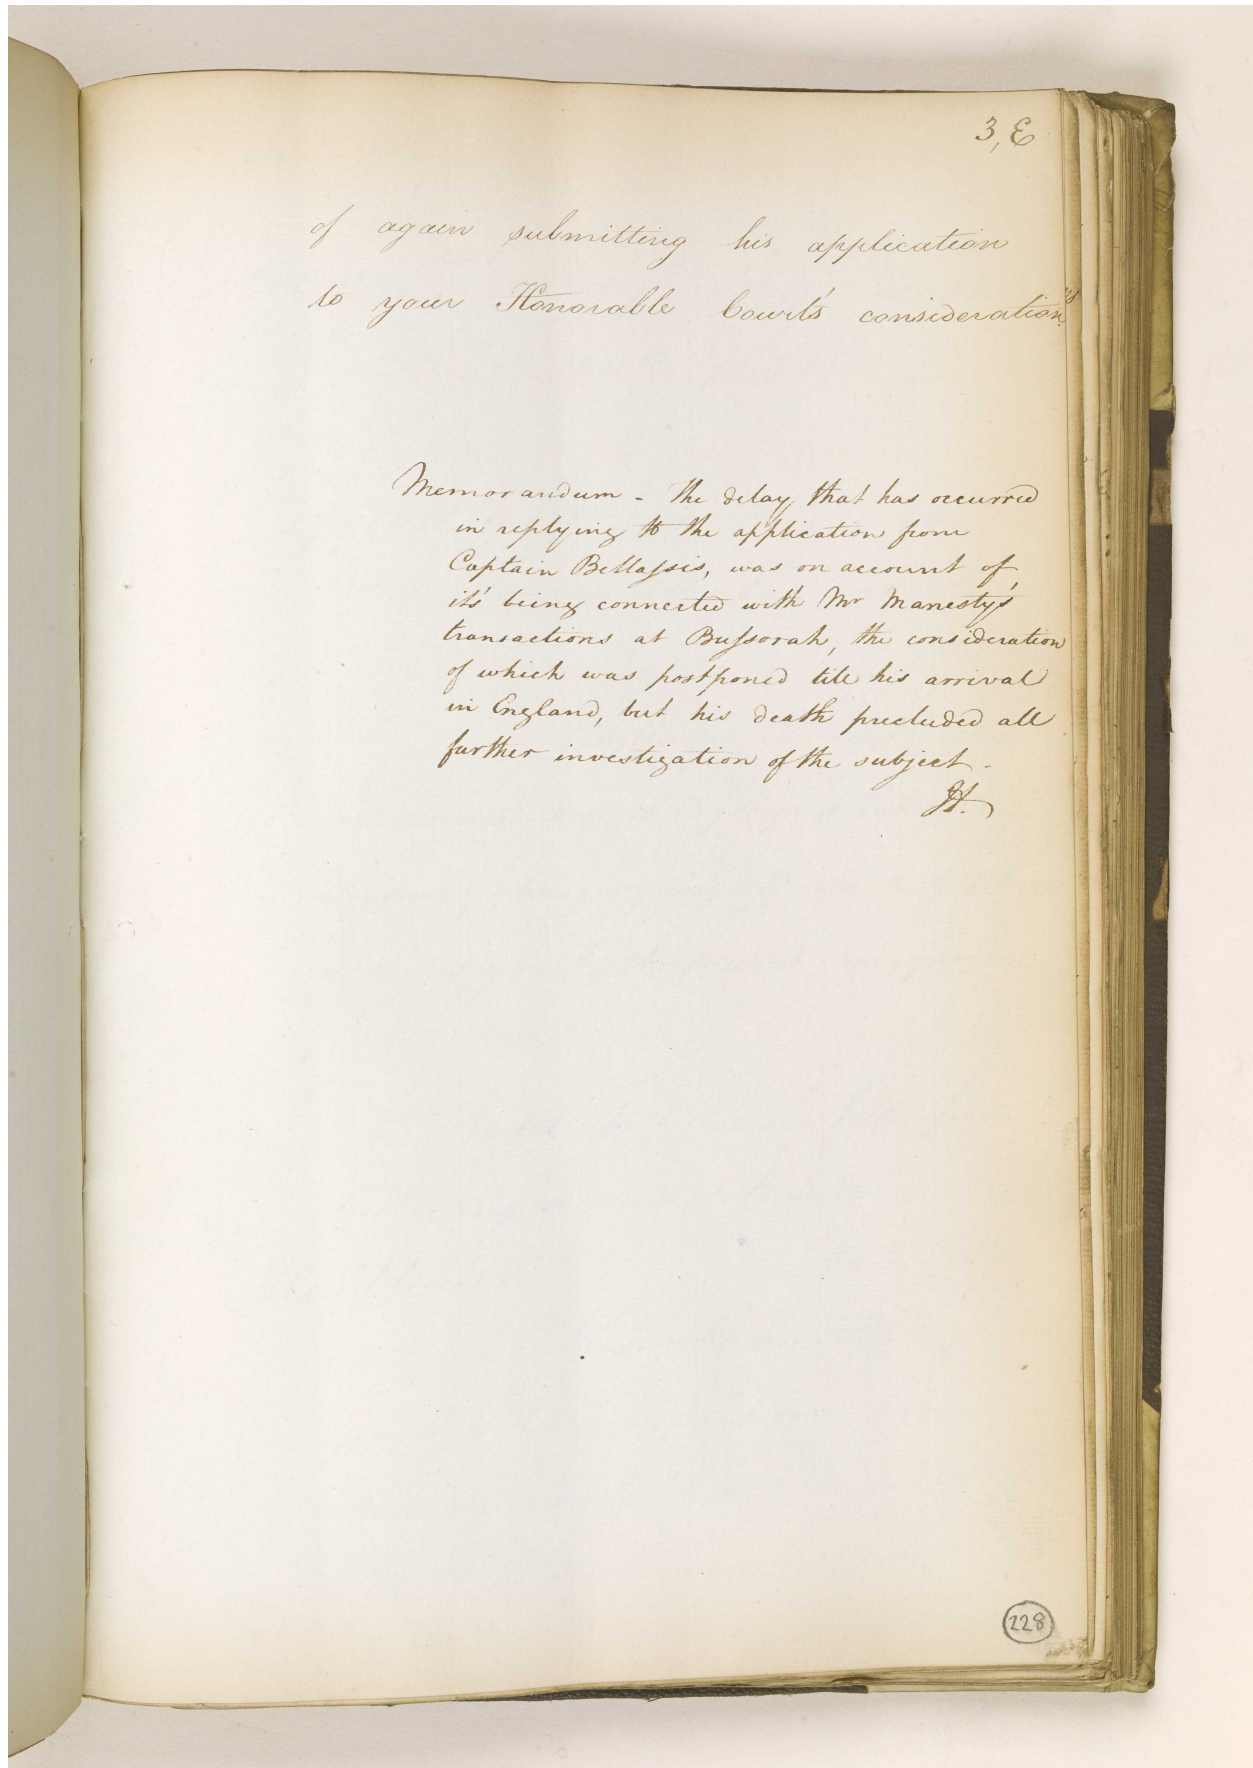 3, E
of again submitting his application
to your Honorable Court's consideration."
Memorandum - The delay that has occurred
in replying to the application from
Captain Bellassis, was on account of
it's being connected with Mr Manesty's
transactions at Bussorah, the consideration
of which was postponed till his arrival
in England, but his death precluded all
further investigation of the subject -
228